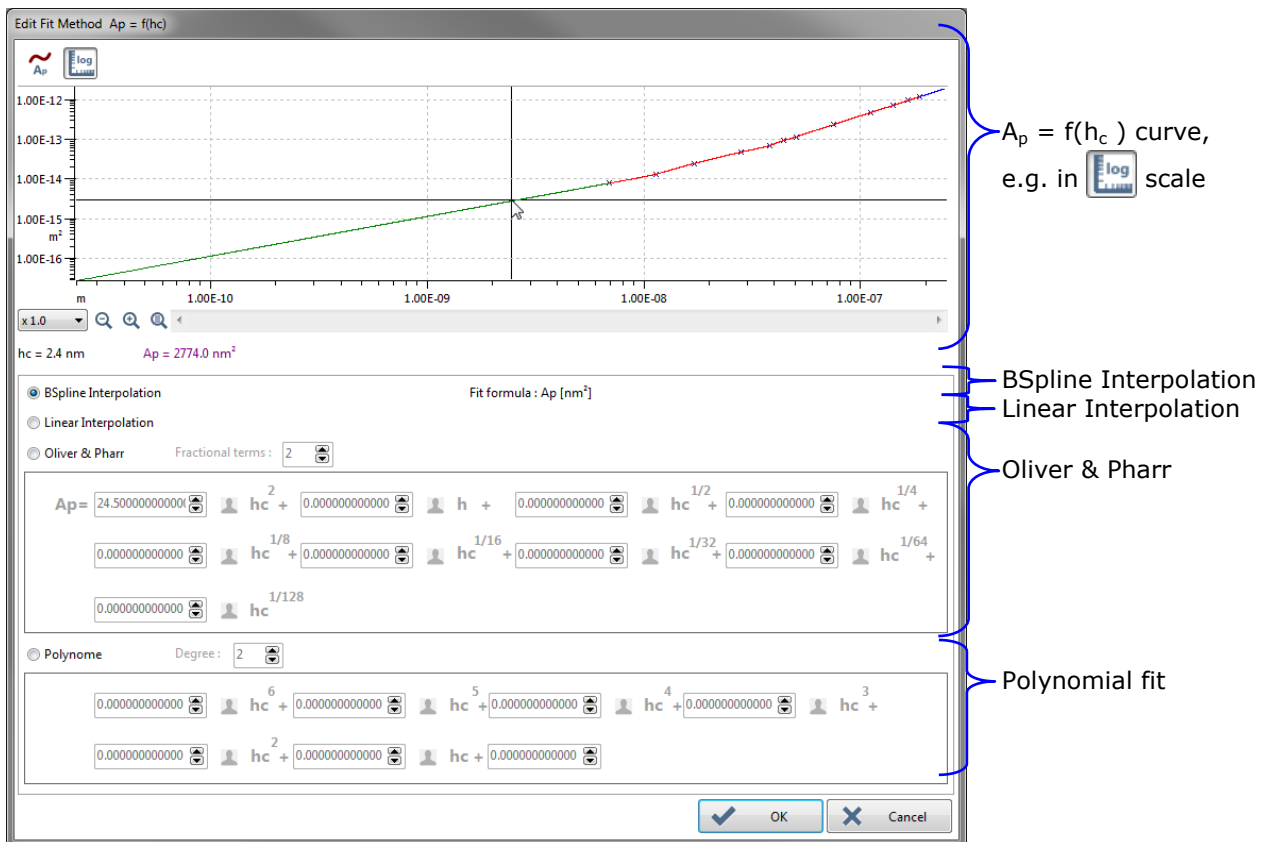 Edit Fit Method Ap = f(hc)
Ap
log
1.00E-12
1.00E-13
1.00E-14
1.00E-15
m²
1.00E-16
m 1.00E-10 1.00E-09 1.00E-08 1.00E-07
x 1.0
hc = 2.4 nm Ap = 2774.0 nm²
BSpline Interpolation Fit formula : Ap [nm²]
Linear Interpolation
Oliver & Pharr Fractional terms : 2
Ap= 24.50000000000( hc² + 0.000000000000 h + 0.000000000000 hc^1/2 + 0.000000000000 hc^1/4 +
0.000000000000 hc^1/8 + 0.000000000000 hc^1/16 + 0.000000000000 hc^1/32 + 0.000000000000 hc^1/64 +
0.000000000000 hc^1/128
Polynome Degree : 2
0.000000000000 hc^6 + 0.000000000000 hc^5 + 0.000000000000 hc^4 + 0.000000000000 hc^3 +
0.000000000000 hc² + 0.000000000000 hc + 0.000000000000
OK Cancel
Ap = f(hc ) curve,
e.g. in log scale
BSpline Interpolation
Linear Interpolation
Oliver & Pharr
Polynomial fit